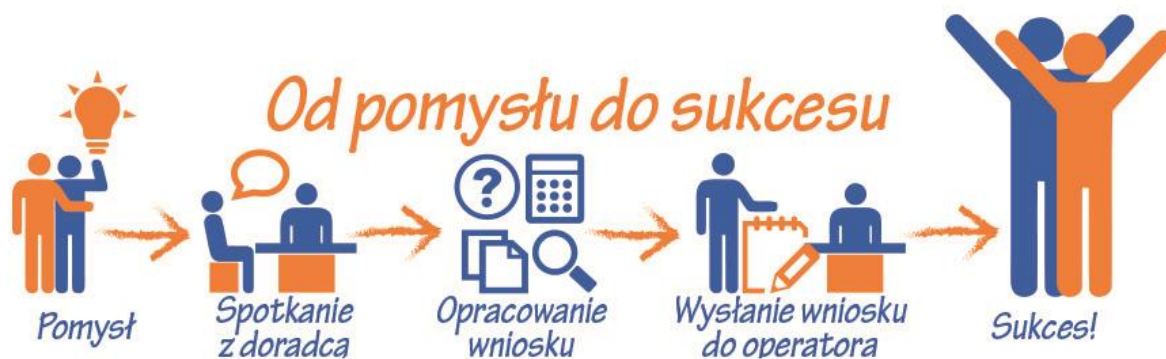 Od pomysłu do sukcesu
Pomysł
Spotkanie
z doradcą
Opracowanie
wniosku
Wysłanie wniosku
do operatora
Sukces!